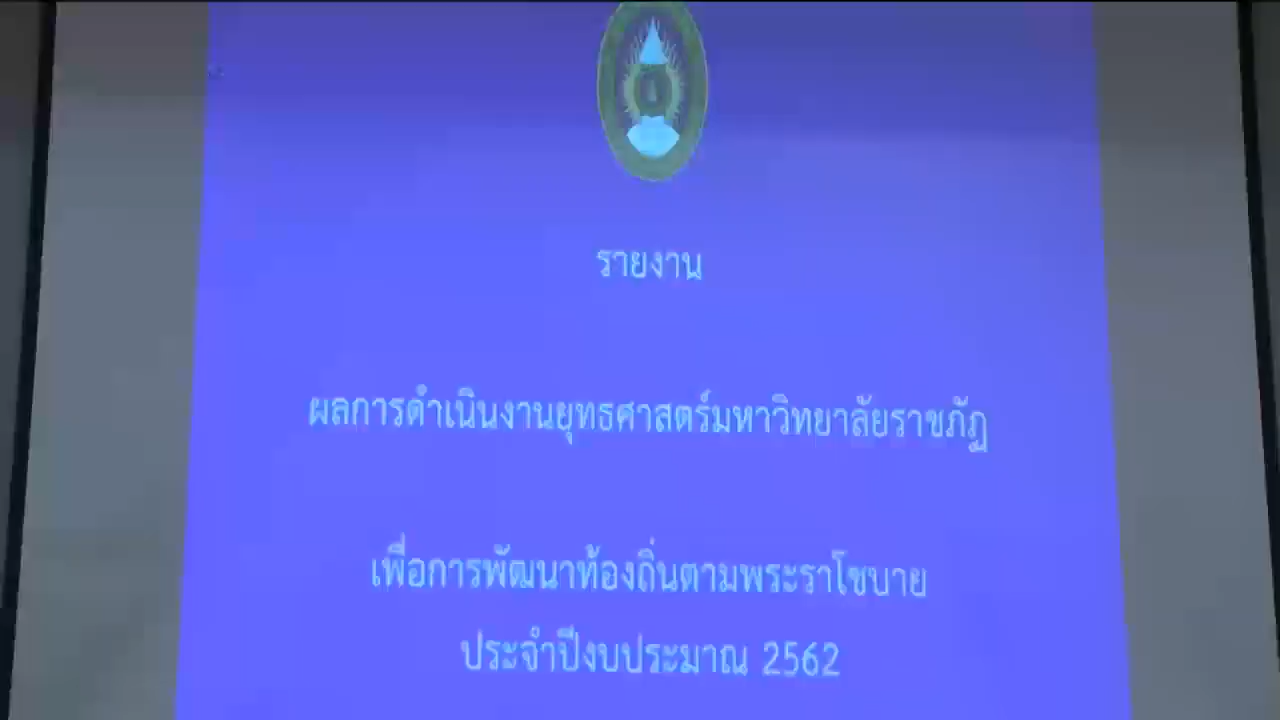 รายงาน
ผลการดำเนินงานยุทธศาสตร์มหาวิทยาลัยราชภัฏ
เพื่อการพัฒนาท้องถิ่นตามพระราโชบาย
ประจำปีงบประมาณ 2562